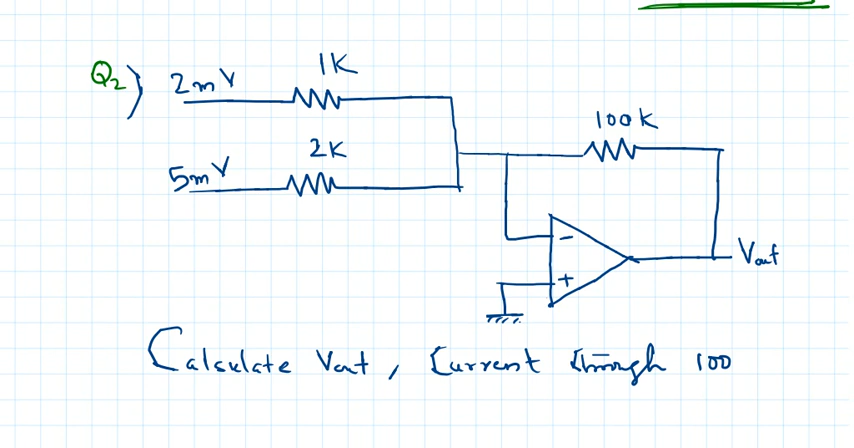 Q2) 2mV 1K
100K
2K
5mV
-
Vout
+
Calculate Vout, Current through 100